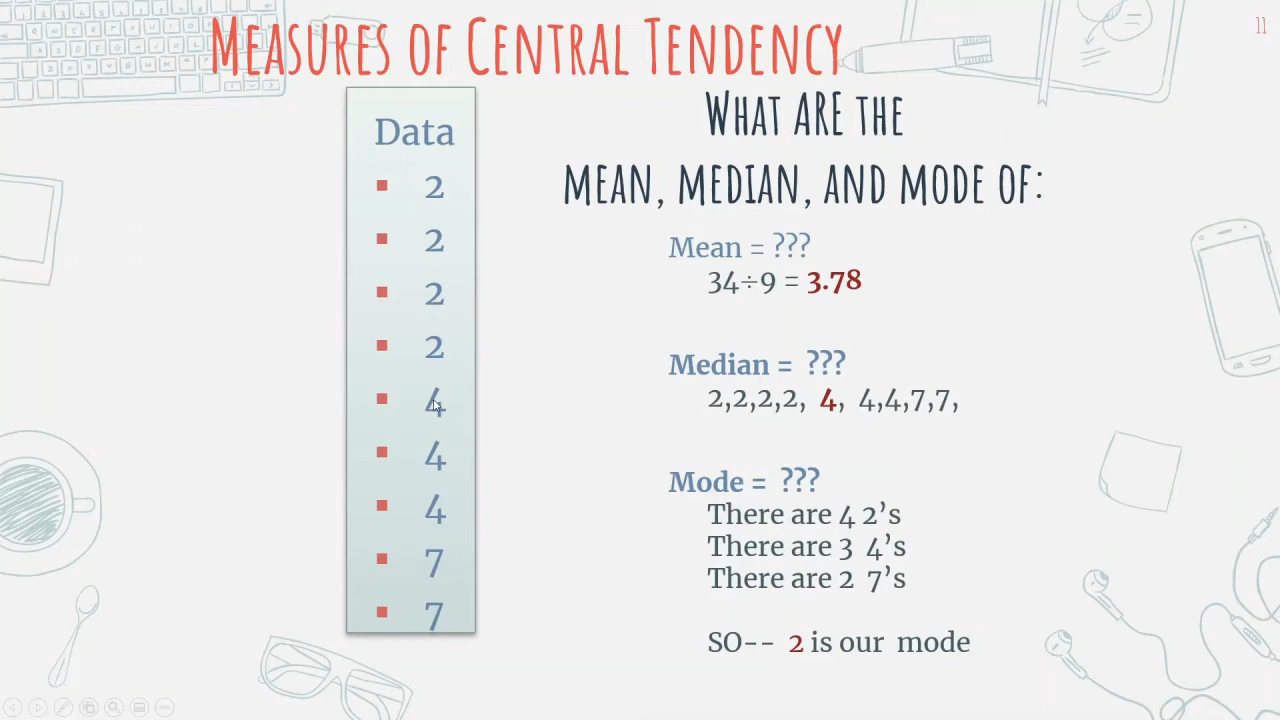 MEASURES OF CENTRAL TENDENCY
11
Data
2
2
2
2
4
4
4
7
7
WHAT ARE THE
MEAN, MEDIAN, AND MODE OF:
Mean = ???
34÷9 = 3.78
Median = ???
2,2,2,2, 4, 4,4,7,7,
Mode = ???
There are 4 2’s
There are 3 4’s
There are 2 7’s
SO-- 2 is our mode